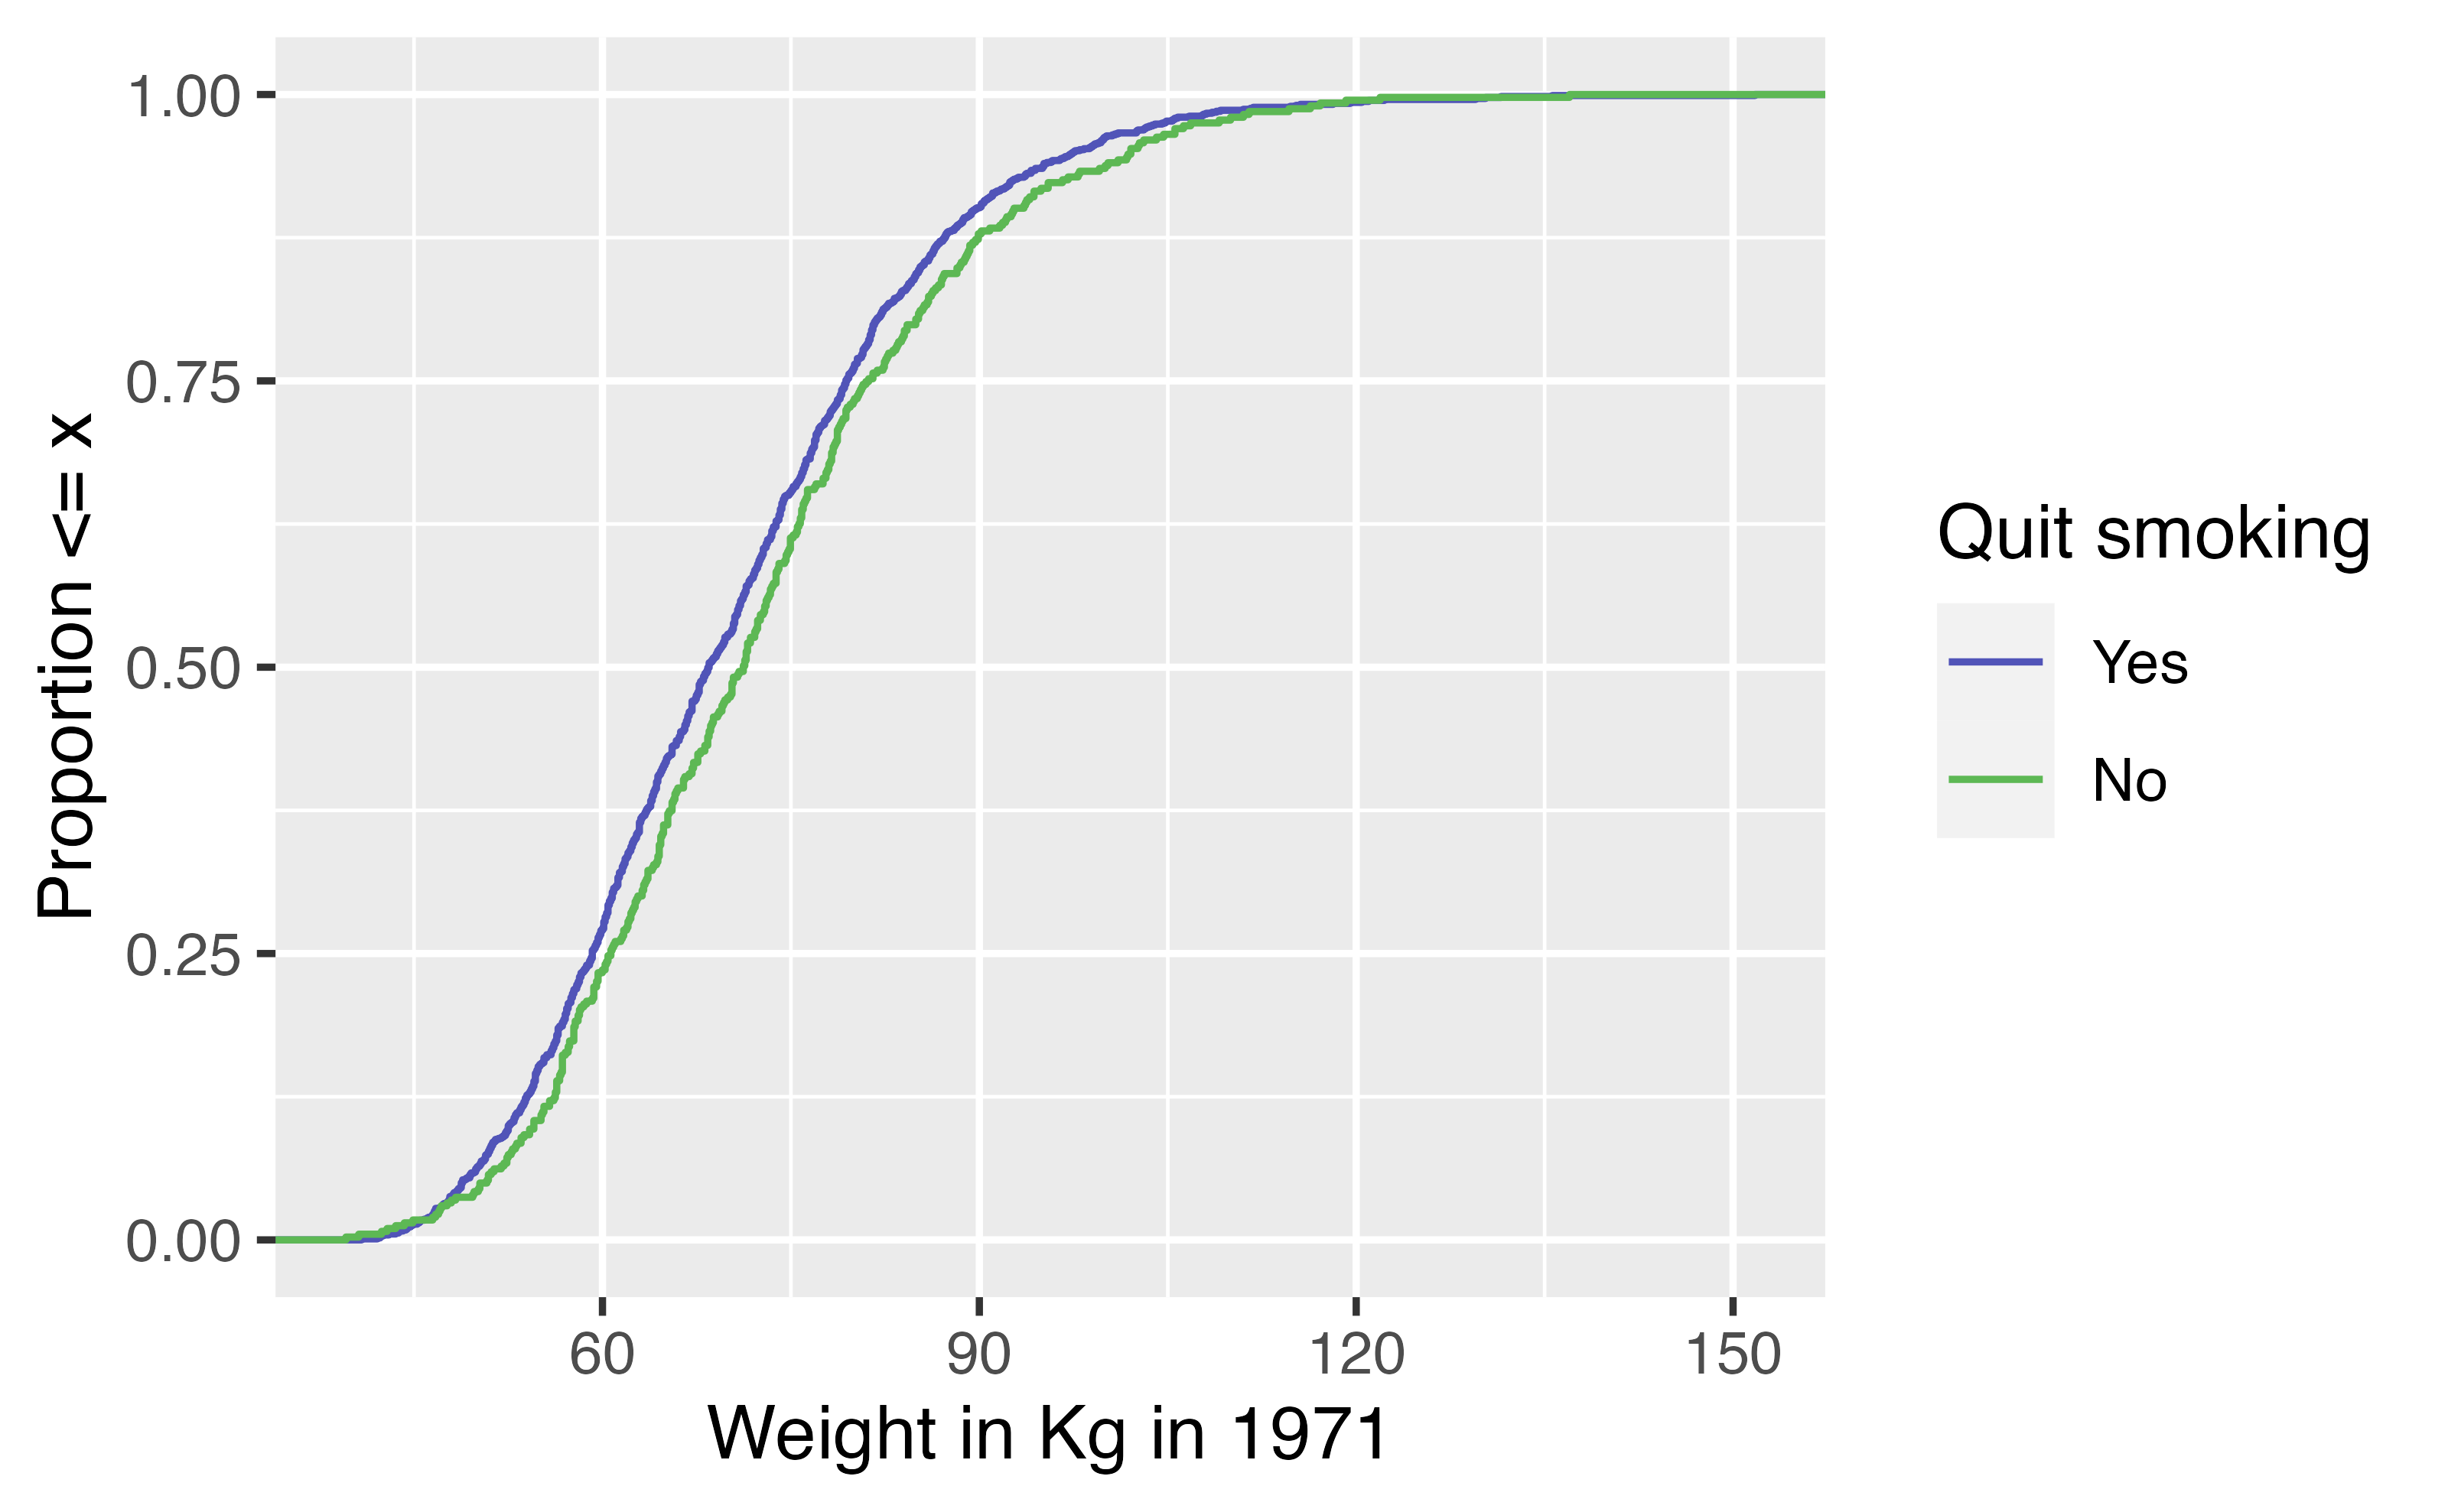 1.00
0.75
0.50
0.25
0.00
Proportion <= x
60 90 120 150
Weight in Kg in 1971
Quit smoking
Yes
No